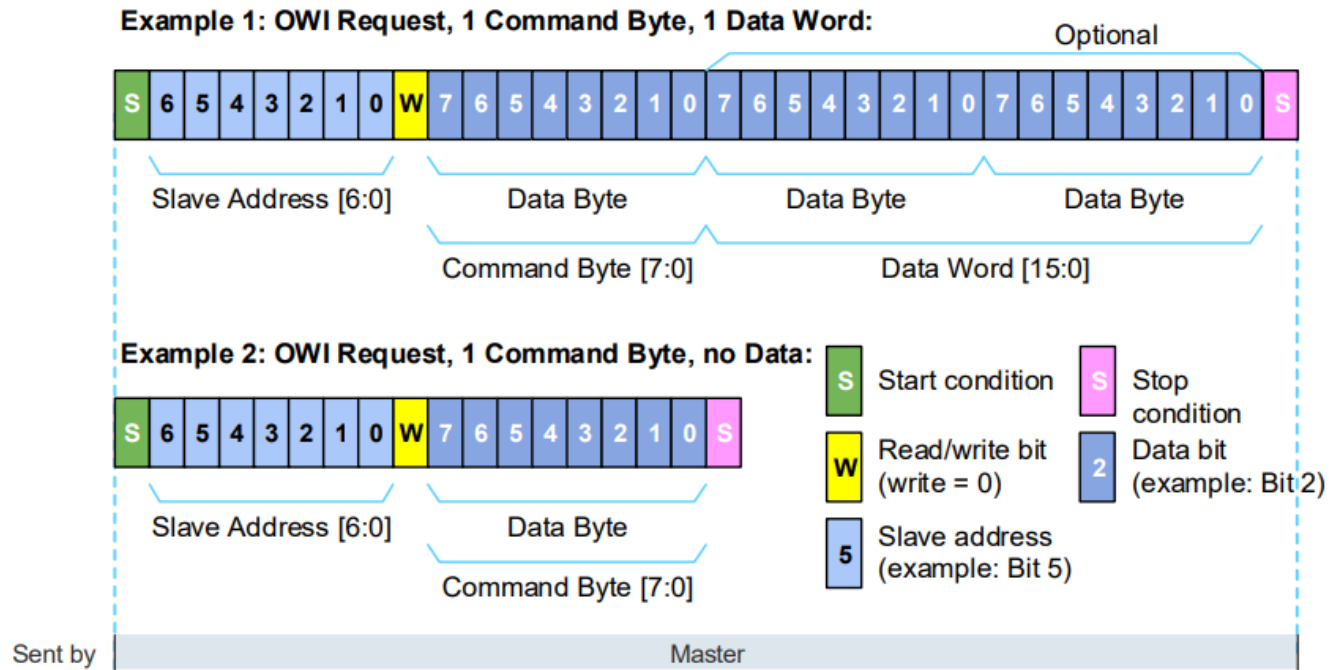 Example 1: OWI Request, 1 Command Byte, 1 Data Word:
Optional
S 6 5 4 3 2 1 0 W 7 6 5 4 3 2 1 0 7 6 5 4 3 2 1 0 7 6 5 4 3 2 1 0 S
Slave Address [6:0] Data Byte Data Byte Data Byte
Command Byte [7:0] Data Word [15:0]
Example 2: OWI Request, 1 Command Byte, no Data:
S 6 5 4 3 2 1 0 W 7 6 5 4 3 2 1 0 S
Slave Address [6:0] Data Byte
Command Byte [7:0]
S Start condition
S Stop
condition
W Read/write bit
(write = 0)
2 Data bit
(example: Bit 2)
5 Slave address
(example: Bit 5)
Sent by Master